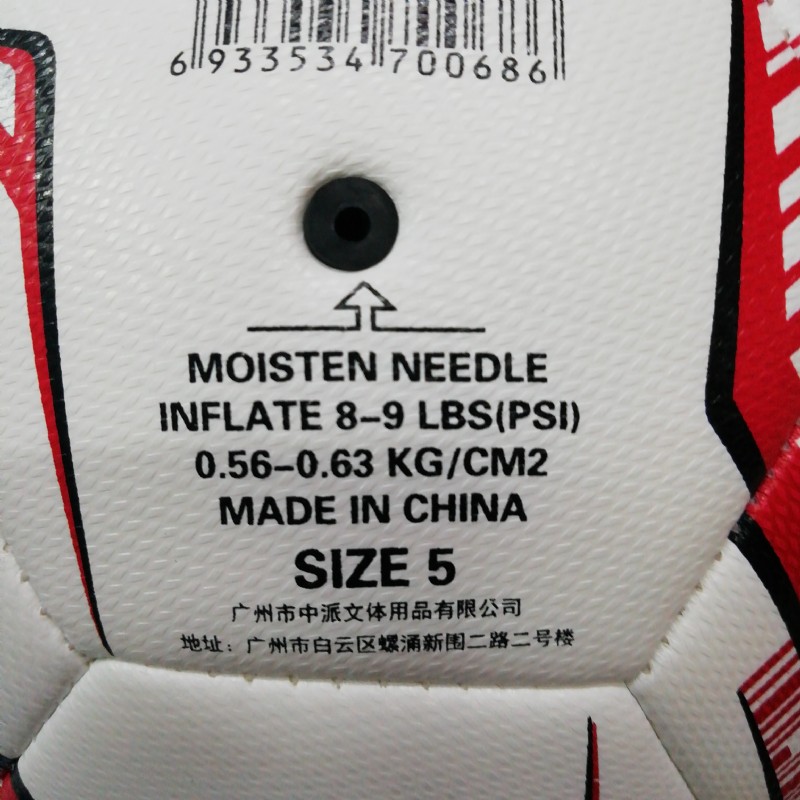 6933534700686
MOISTEN NEEDLE
INFLATE 8-9 LBS(PSI)
0.56-0.63 KG/CM2
MADE IN CHINA
SIZE 5
广州市中派文体用品有限公司
地址：广州市白云区螺涌新围二路二号楼